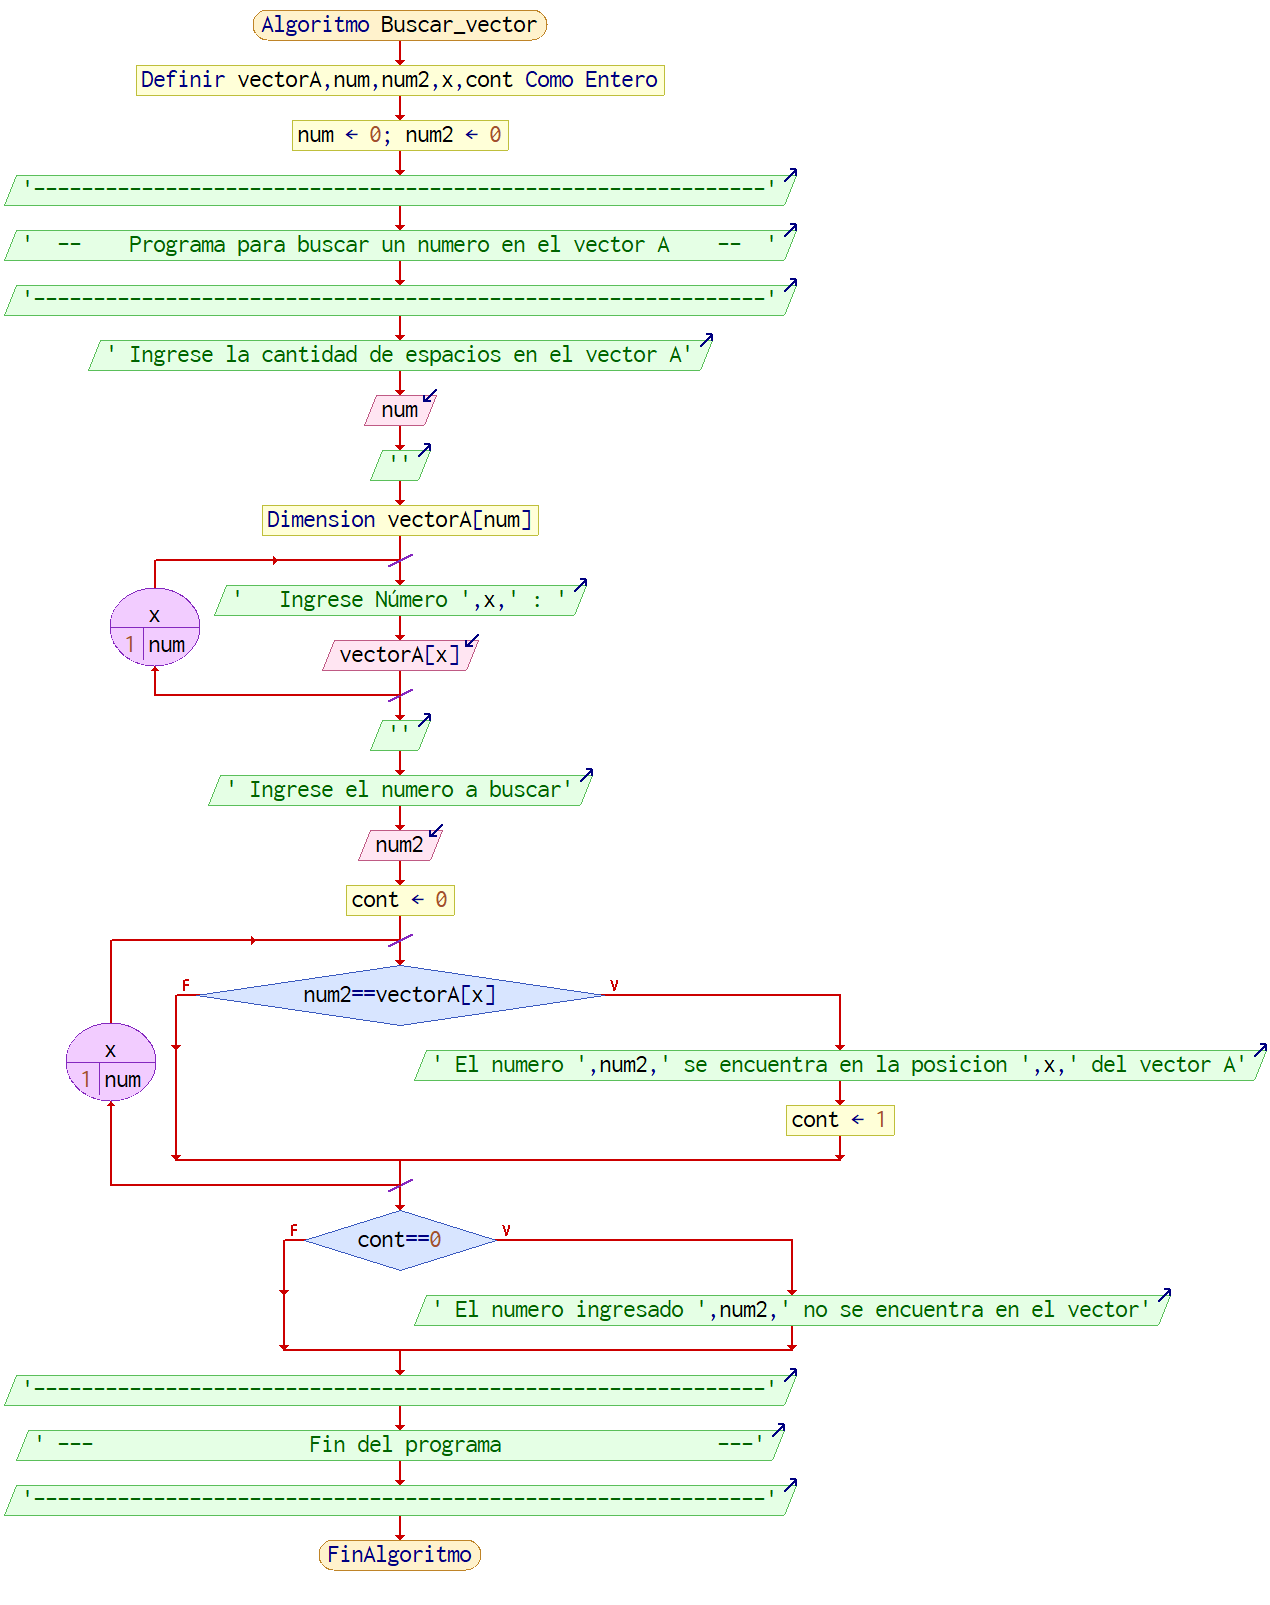 Algoritmo Buscar_vector
Definir vectorA,num,num2,x,cont Como Entero
num ← 0; num2 ← 0
'-------------------------------------------------------------'
'  --    Programa para buscar un numero en el vector A    --  '
'-------------------------------------------------------------'
' Ingrese la cantidad de espacios en el vector A'
num
''
Dimension vectorA[num]
'   Ingrese Número ',x,' : '
x
1 num
vectorA[x]
''
' Ingrese el numero a buscar'
num2
cont ← 0
F V
num2==vectorA[x]
x
1 num
' El numero ',num2,' se encuentra en la posicion ',x,' del vector A'
cont ← 1
F V
cont==0
' El numero ingresado ',num2,' no se encuentra en el vector'
'-------------------------------------------------------------'
' ---                  Fin del programa                  ---'
'-------------------------------------------------------------'
FinAlgoritmo